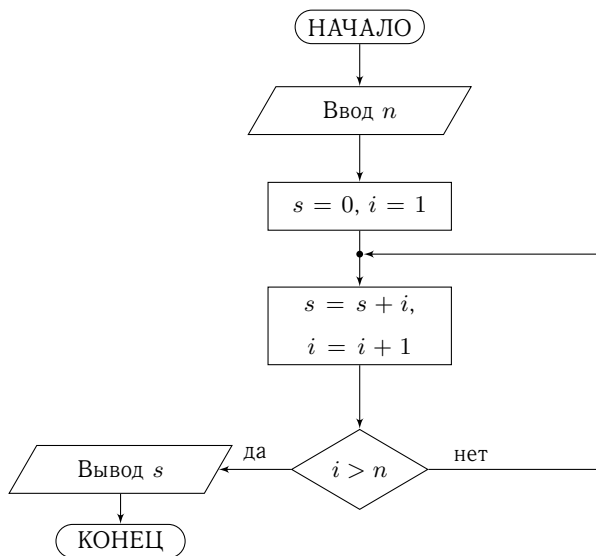 НАЧАЛО
Ввод n
s = 0, i = 1
s = s + i,
i = i + 1
i > n
да
нет
Вывод s
КОНЕЦ